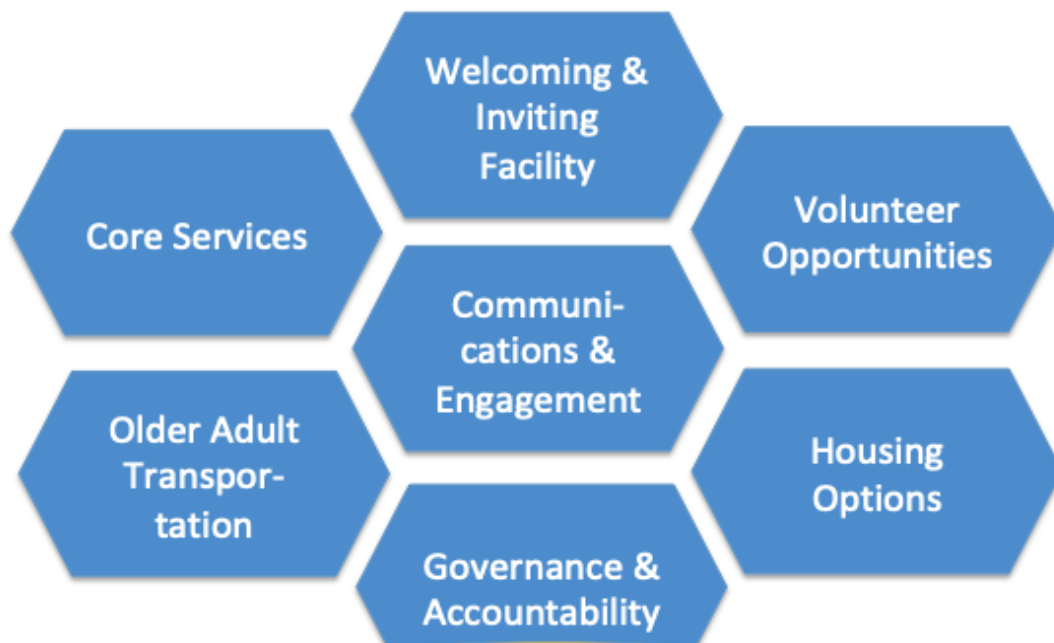 Welcoming &
Inviting
Facility
Core Services
Volunteer
Opportunities
Communi-
cations &
Engagement
Older Adult
Transpor-
tation
Housing
Options
Governance &
Accountability